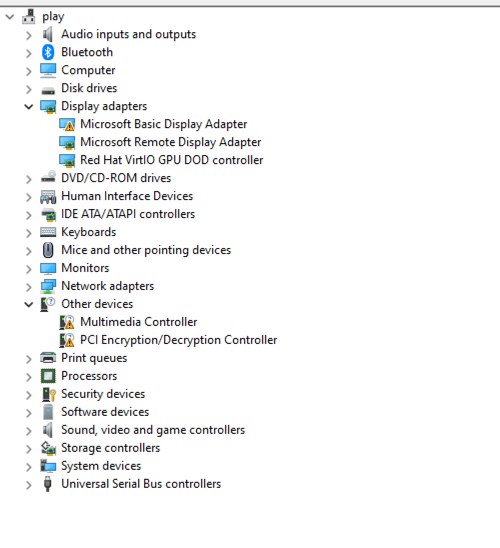 play
Audio inputs and outputs
Bluetooth
Computer
Disk drives
Display adapters
Microsoft Basic Display Adapter
Microsoft Remote Display Adapter
Red Hat VirtIO GPU DOD controller
DVD/CD-ROM drives
Human Interface Devices
IDE ATA/ATAPI controllers
Keyboards
Mice and other pointing devices
Monitors
Network adapters
Other devices
Multimedia Controller
PCI Encryption/Decryption Controller
Print queues
Processors
Security devices
Software devices
Sound, video and game controllers
Storage controllers
System devices
Universal Serial Bus controllers